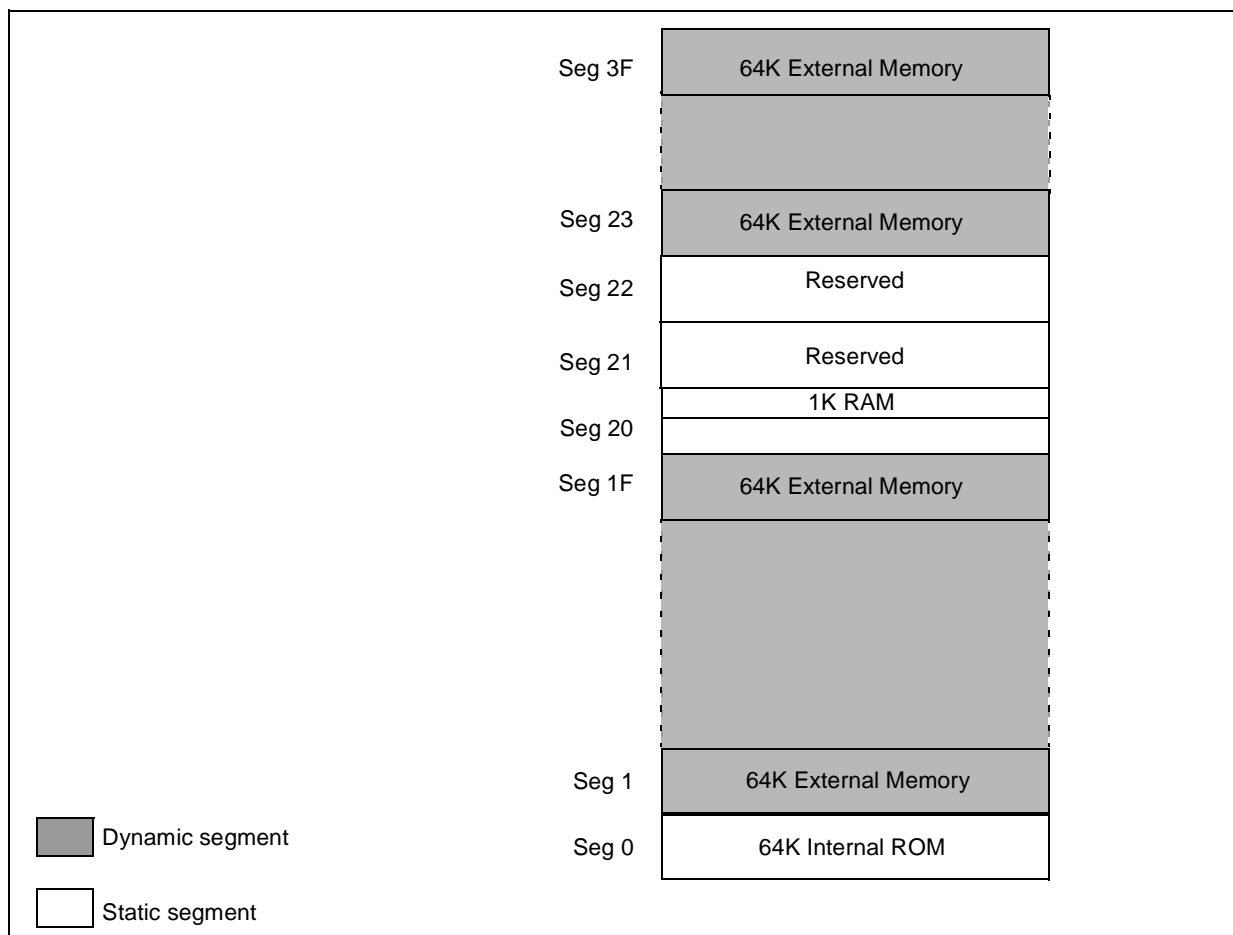 Seg 3F 64K External Memory
Seg 23 64K External Memory
Seg 22 Reserved
Seg 21 Reserved
1K RAM
Seg 20
Seg 1F 64K External Memory
Seg 1 64K External Memory
Dynamic segment
Seg 0 64K Internal ROM
Static segment